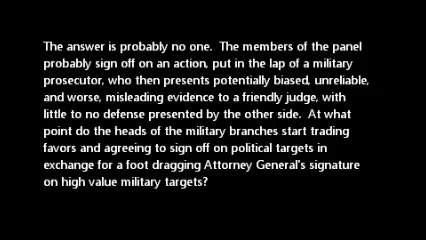 The answer is probably no one.  The members of the panel
probably sign off on an action, put in the lap of a military
prosecutor, who then presents potentially biased, unreliable,
and worse, misleading evidence to a friendly judge, with
little to no defense presented by the other side.  At what
point do the heads of the military branches start trading
favors and agreeing to sign off on political targets in
exchange for a foot dragging Attorney General's signature
on high value military targets?